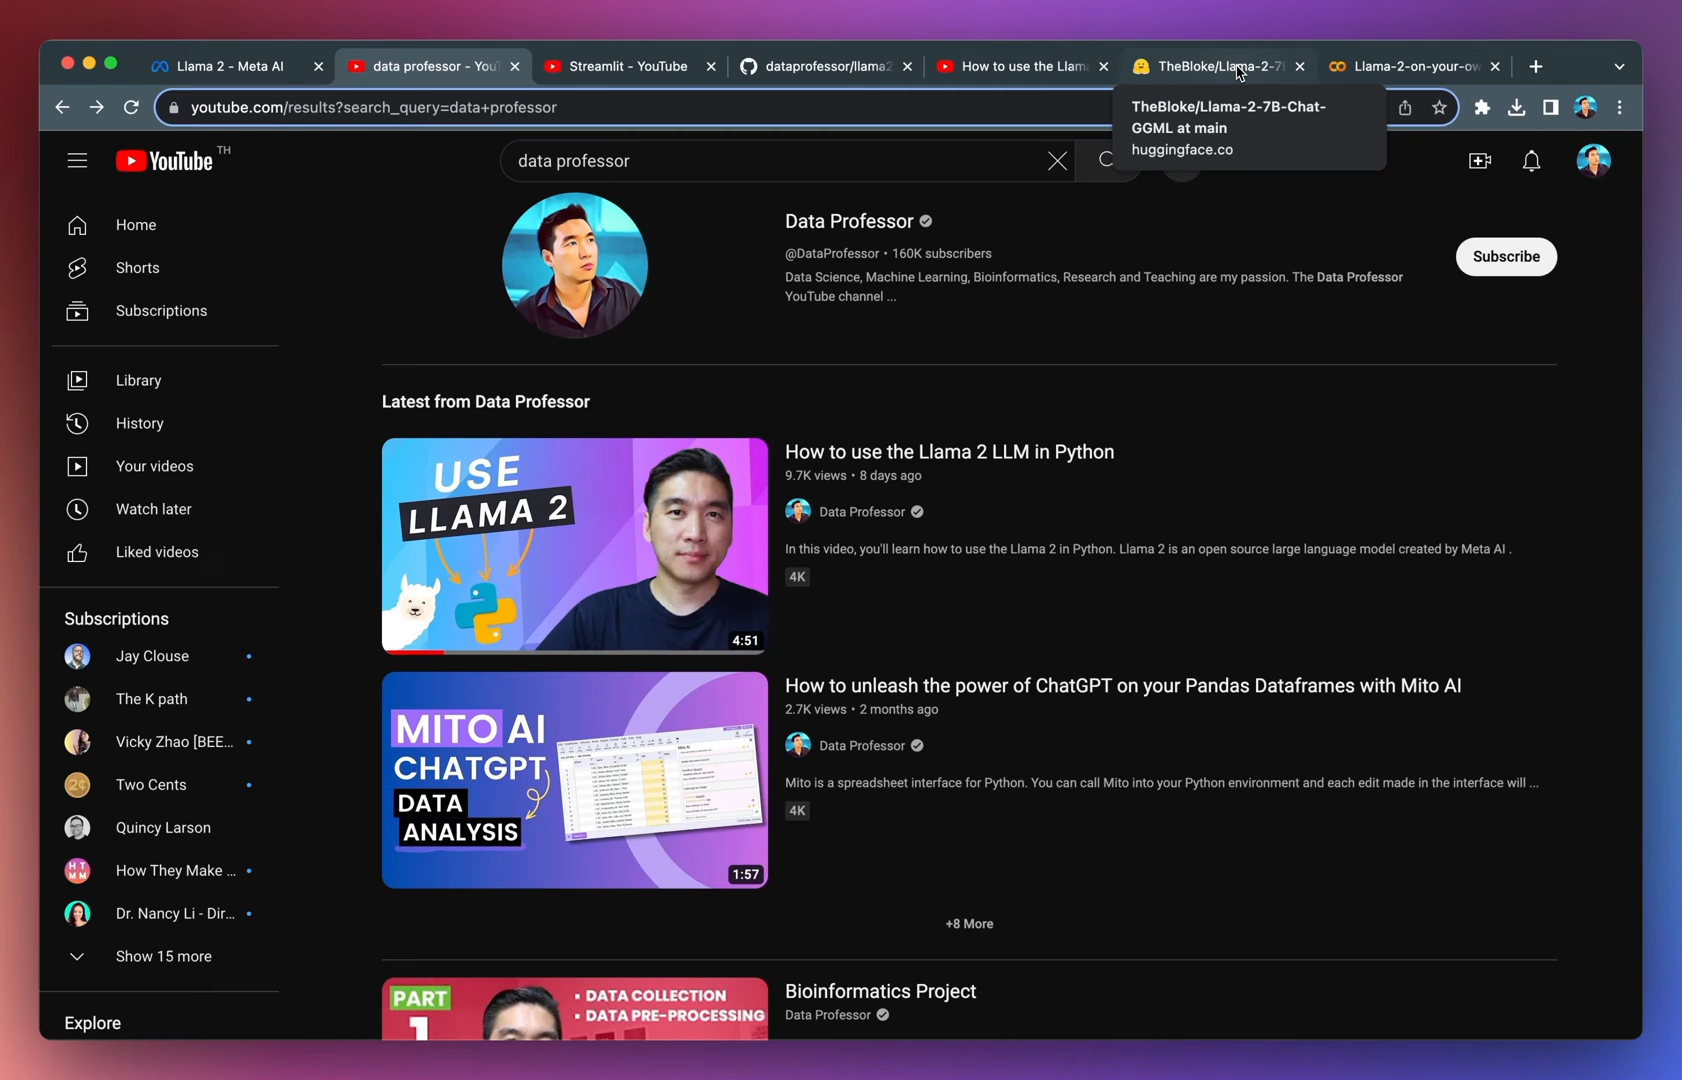 Llama 2 - Meta AI
data professor - You
Streamlit - YouTube
dataprofessor/llama2
How to use the Llama
TheBloke/Llama-2-7
Llama-2-on-your-ow
youtube.com/results?search_query=data+professor
TheBloke/Llama-2-7B-Chat-
GGML at main
huggingface.co
YouTube TH
data professor
Home
Shorts
Subscriptions
Library
History
Your videos
Watch later
Liked videos
Subscriptions
Jay Clouse
The K path
Vicky Zhao [BEE...
Two Cents
Quincy Larson
How They Make ...
Dr. Nancy Li - Dir...
Show 15 more
Explore
Data Professor
@DataProfessor • 160K subscribers
Data Science, Machine Learning, Bioinformatics, Research and Teaching are my passion. The Data Professor
YouTube channel ...
Subscribe
Latest from Data Professor
USE
LLAMA 2
4:51
How to use the Llama 2 LLM in Python
9.7K views • 8 days ago
Data Professor
In this video, you'll learn how to use the Llama 2 in Python. Llama 2 is an open source large language model created by Meta AI .
4K
MITO AI
CHATGPT
DATA
ANALYSIS
1:57
How to unleash the power of ChatGPT on your Pandas Dataframes with Mito AI
2.7K views • 2 months ago
Data Professor
Mito is a spreadsheet interface for Python. You can call Mito into your Python environment and each edit made in the interface will ...
4K
+8 More
PART
1
• DATA COLLECTION
• DATA PRE-PROCESSING
Bioinformatics Project
Data Professor